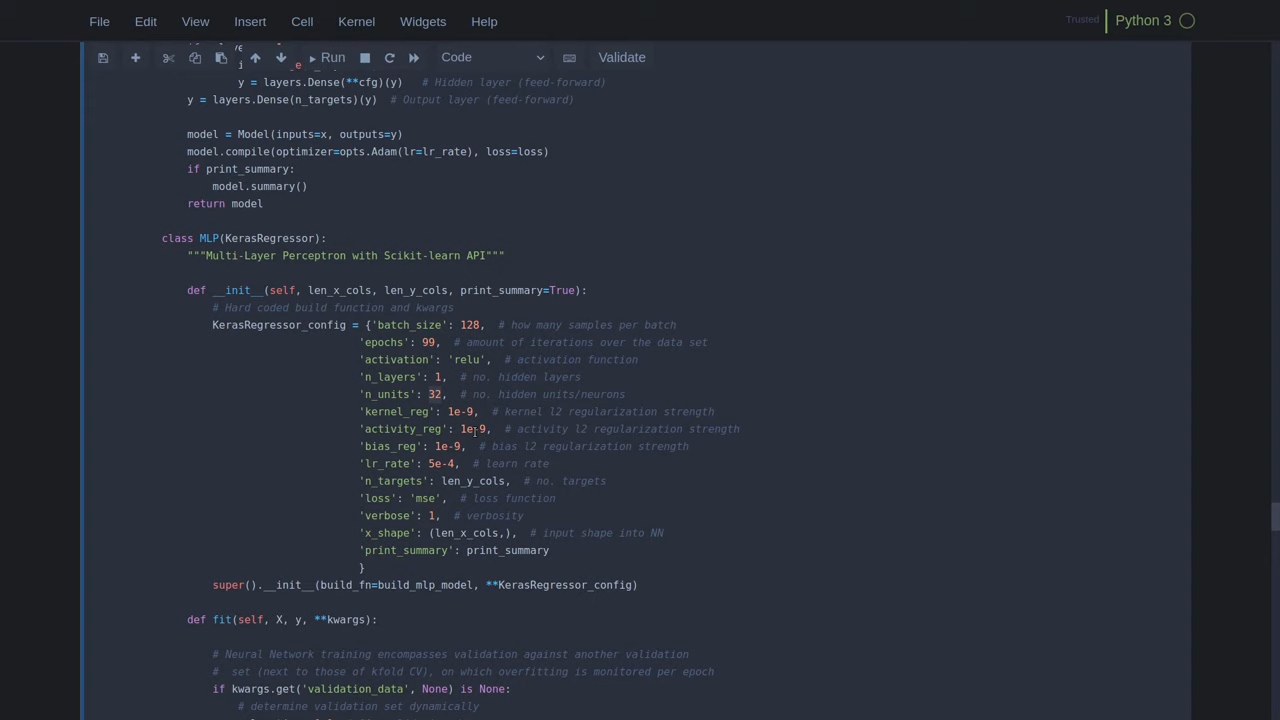 File Edit View Insert Cell Kernel Widgets Help Trusted Python 3
Run Code Validate
y = layers.Dense(**cfg)(y)   # Hidden layer (feed-forward)
y = layers.Dense(n_targets)(y)  # Output layer (feed-forward)
model = Model(inputs=x, outputs=y)
model.compile(optimizer=opts.Adam(lr=lr_rate), loss=loss)
if print_summary:
model.summary()
return model
class MLP(KerasRegressor):
"""Multi-Layer Perceptron with Scikit-learn API"""
def __init__(self, len_x_cols, len_y_cols, print_summary=True):
# Hard coded build function and kwargs
KerasRegressor_config = {'batch_size': 128,  # how many samples per batch
'epochs': 99,  # amount of iterations over the data set
'activation': 'relu',  # activation function
'n_layers': 1,  # no. hidden layers
'n_units': 32,  # no. hidden units/neurons
'kernel_reg': 1e-9,  # kernel l2 regularization strength
'activity_reg': 1e-9,  # activity l2 regularization strength
'bias_reg': 1e-9,  # bias l2 regularization strength
'lr_rate': 5e-4,  # learn rate
'n_targets': len_y_cols,  # no. targets
'loss': 'mse',  # loss function
'verbose': 1,  # verbosity
'x_shape': (len_x_cols,),  # input shape into NN
'print_summary': print_summary
}
super().__init__(build_fn=build_mlp_model, **KerasRegressor_config)
def fit(self, X, y, **kwargs):
# Neural Network training encompasses validation against another validation
#  set (next to those of kfold CV), on which overfitting is monitored per epoch
if kwargs.get('validation_data', None) is None:
# determine validation set dynamically